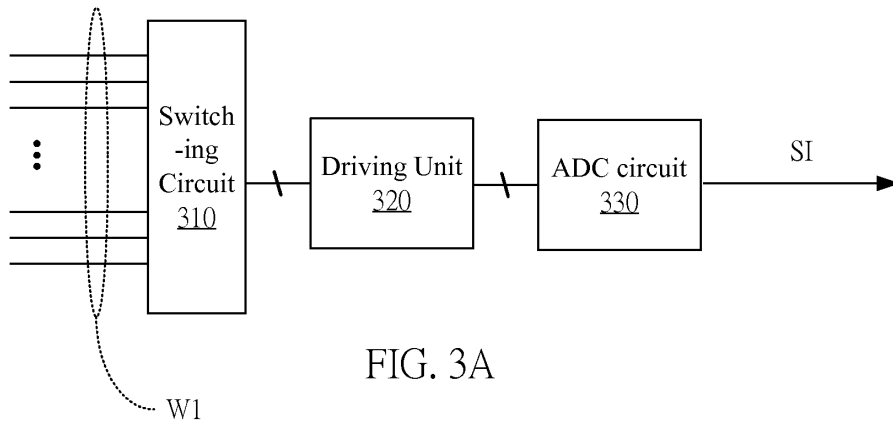 Switch
-ing
Circuit
310
Driving Unit
320
ADC circuit
330
SI
FIG. 3A
W1